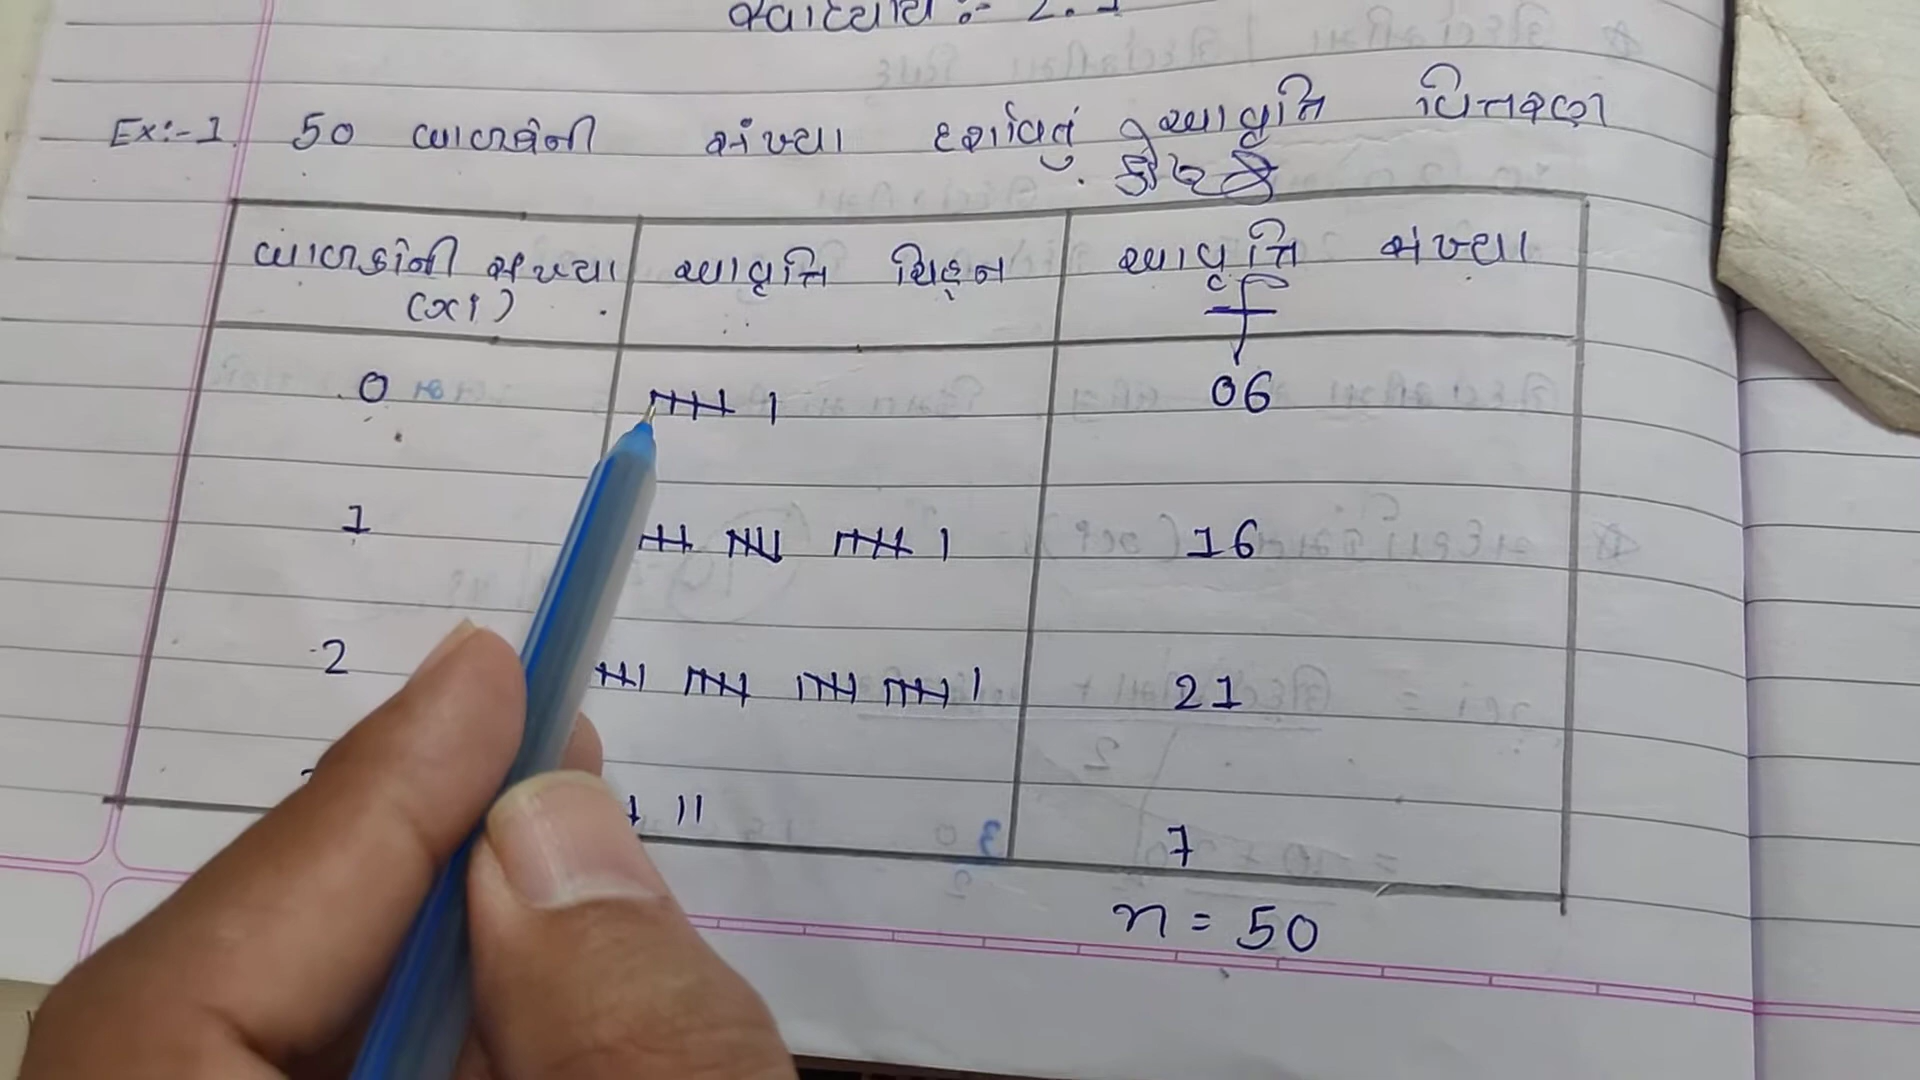 સ્વાધ્યાય :- 2.1
Ex:-1 50 બાળકોની સંખ્યા દર્શાવતું આવૃત્તિ વિતરણ
કોષ્ટક
બાળકોની સંખ્યા (xi) આવૃત્તિ ચિહ્ન આવૃત્તિ સંખ્યા f
0 𝍸 | 06
1 𝍸 𝍸 𝍸 | 16
2 𝍸 𝍸 𝍸 𝍸 | 21
|| 7
n = 50